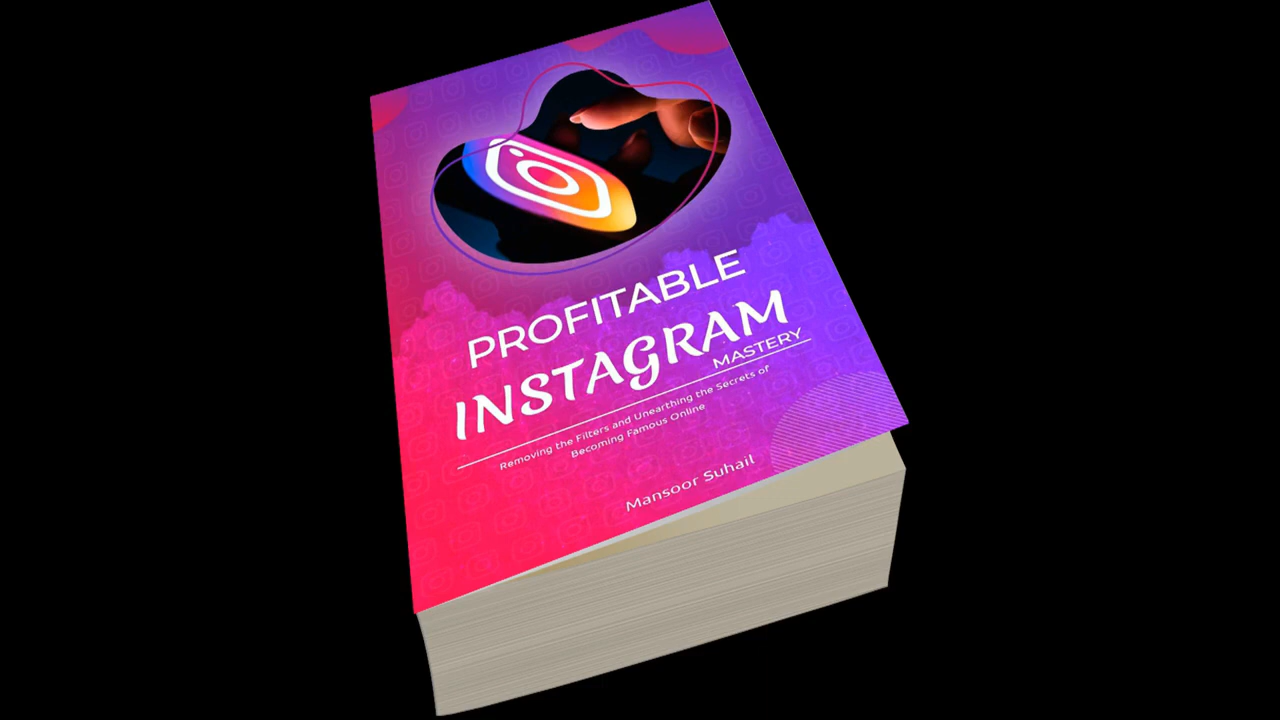 PROFITABLE
INSTAGRAM
MASTERY
Removing the Filters and Unearthing the Secrets of
Becoming Famous Online
Mansoor Suhail